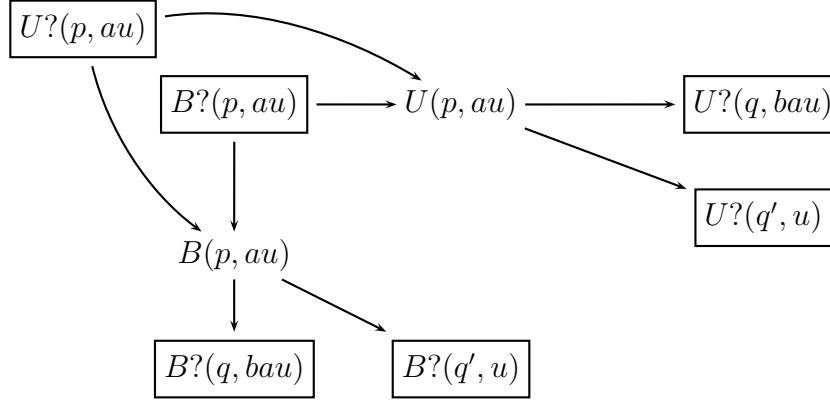 U?(p, au)
B?(p, au) U(p, au) U?(q, bau)
U?(q′, u)
B(p, au)
B?(q, bau) B?(q′, u)